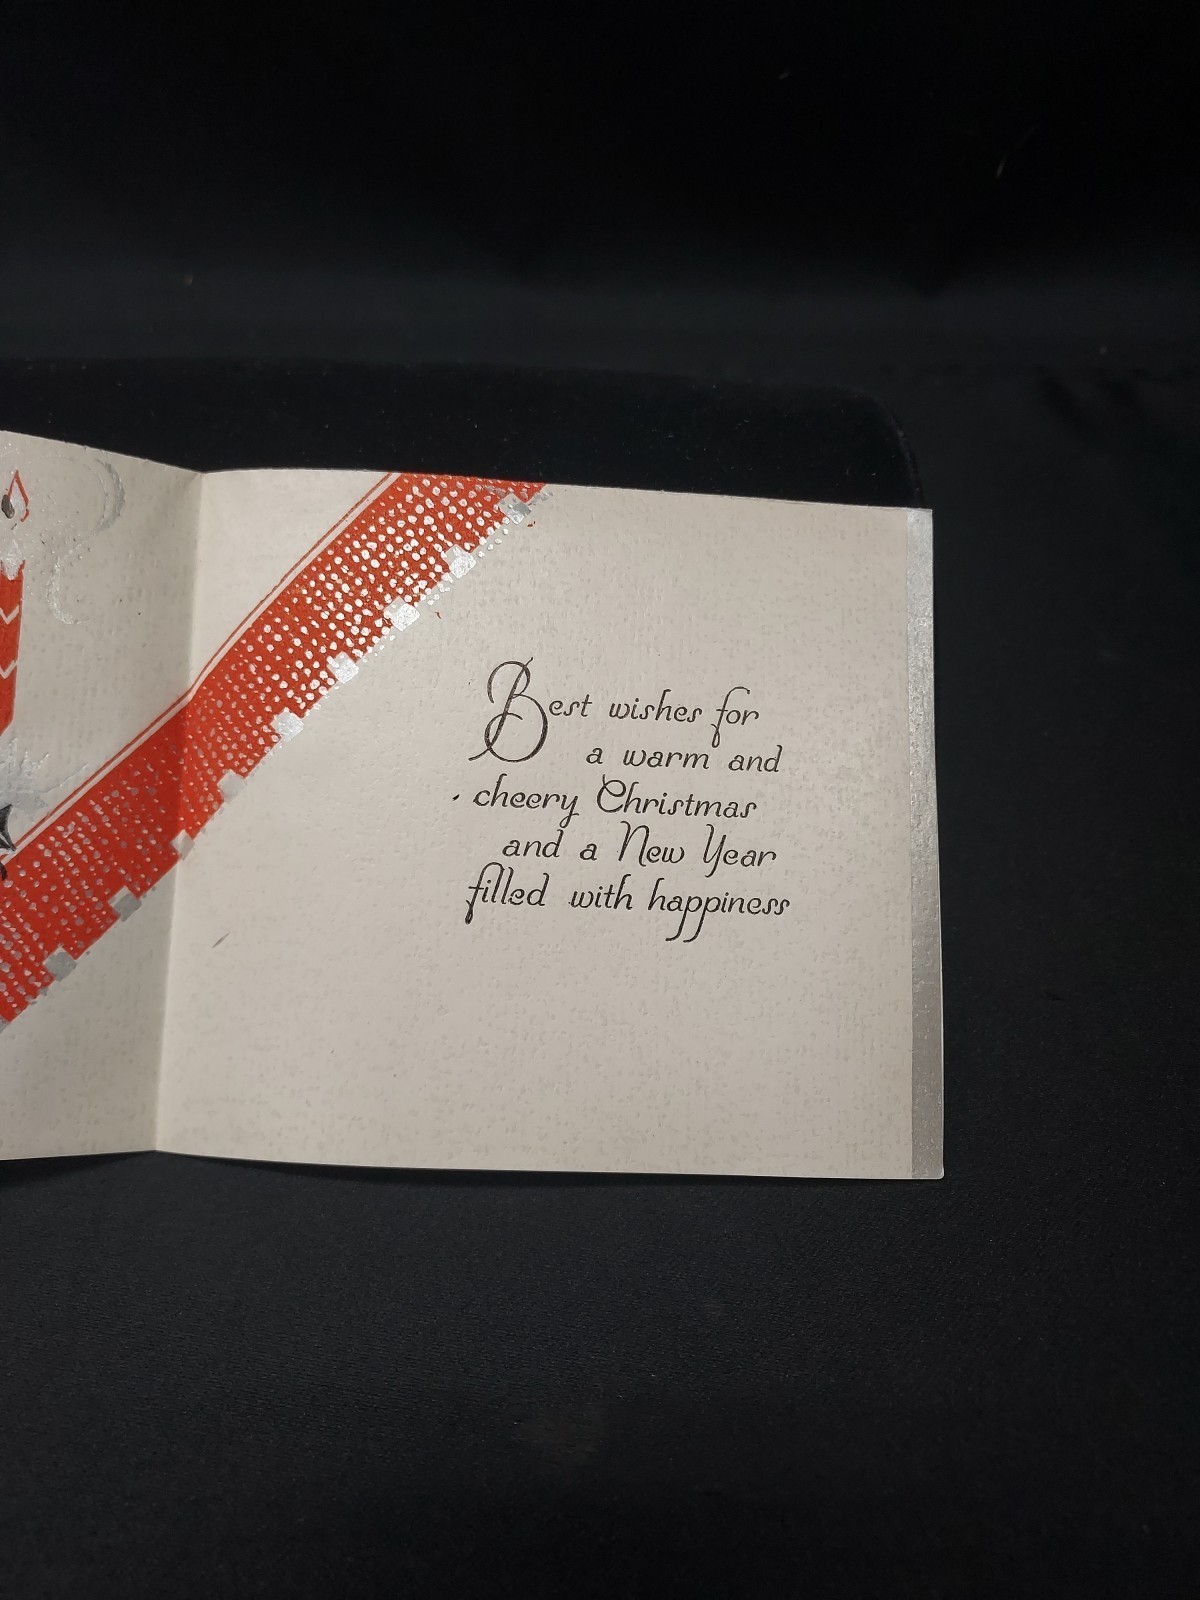 Best wishes for
a warm and
cheery Christmas
and a New Year
filled with happiness